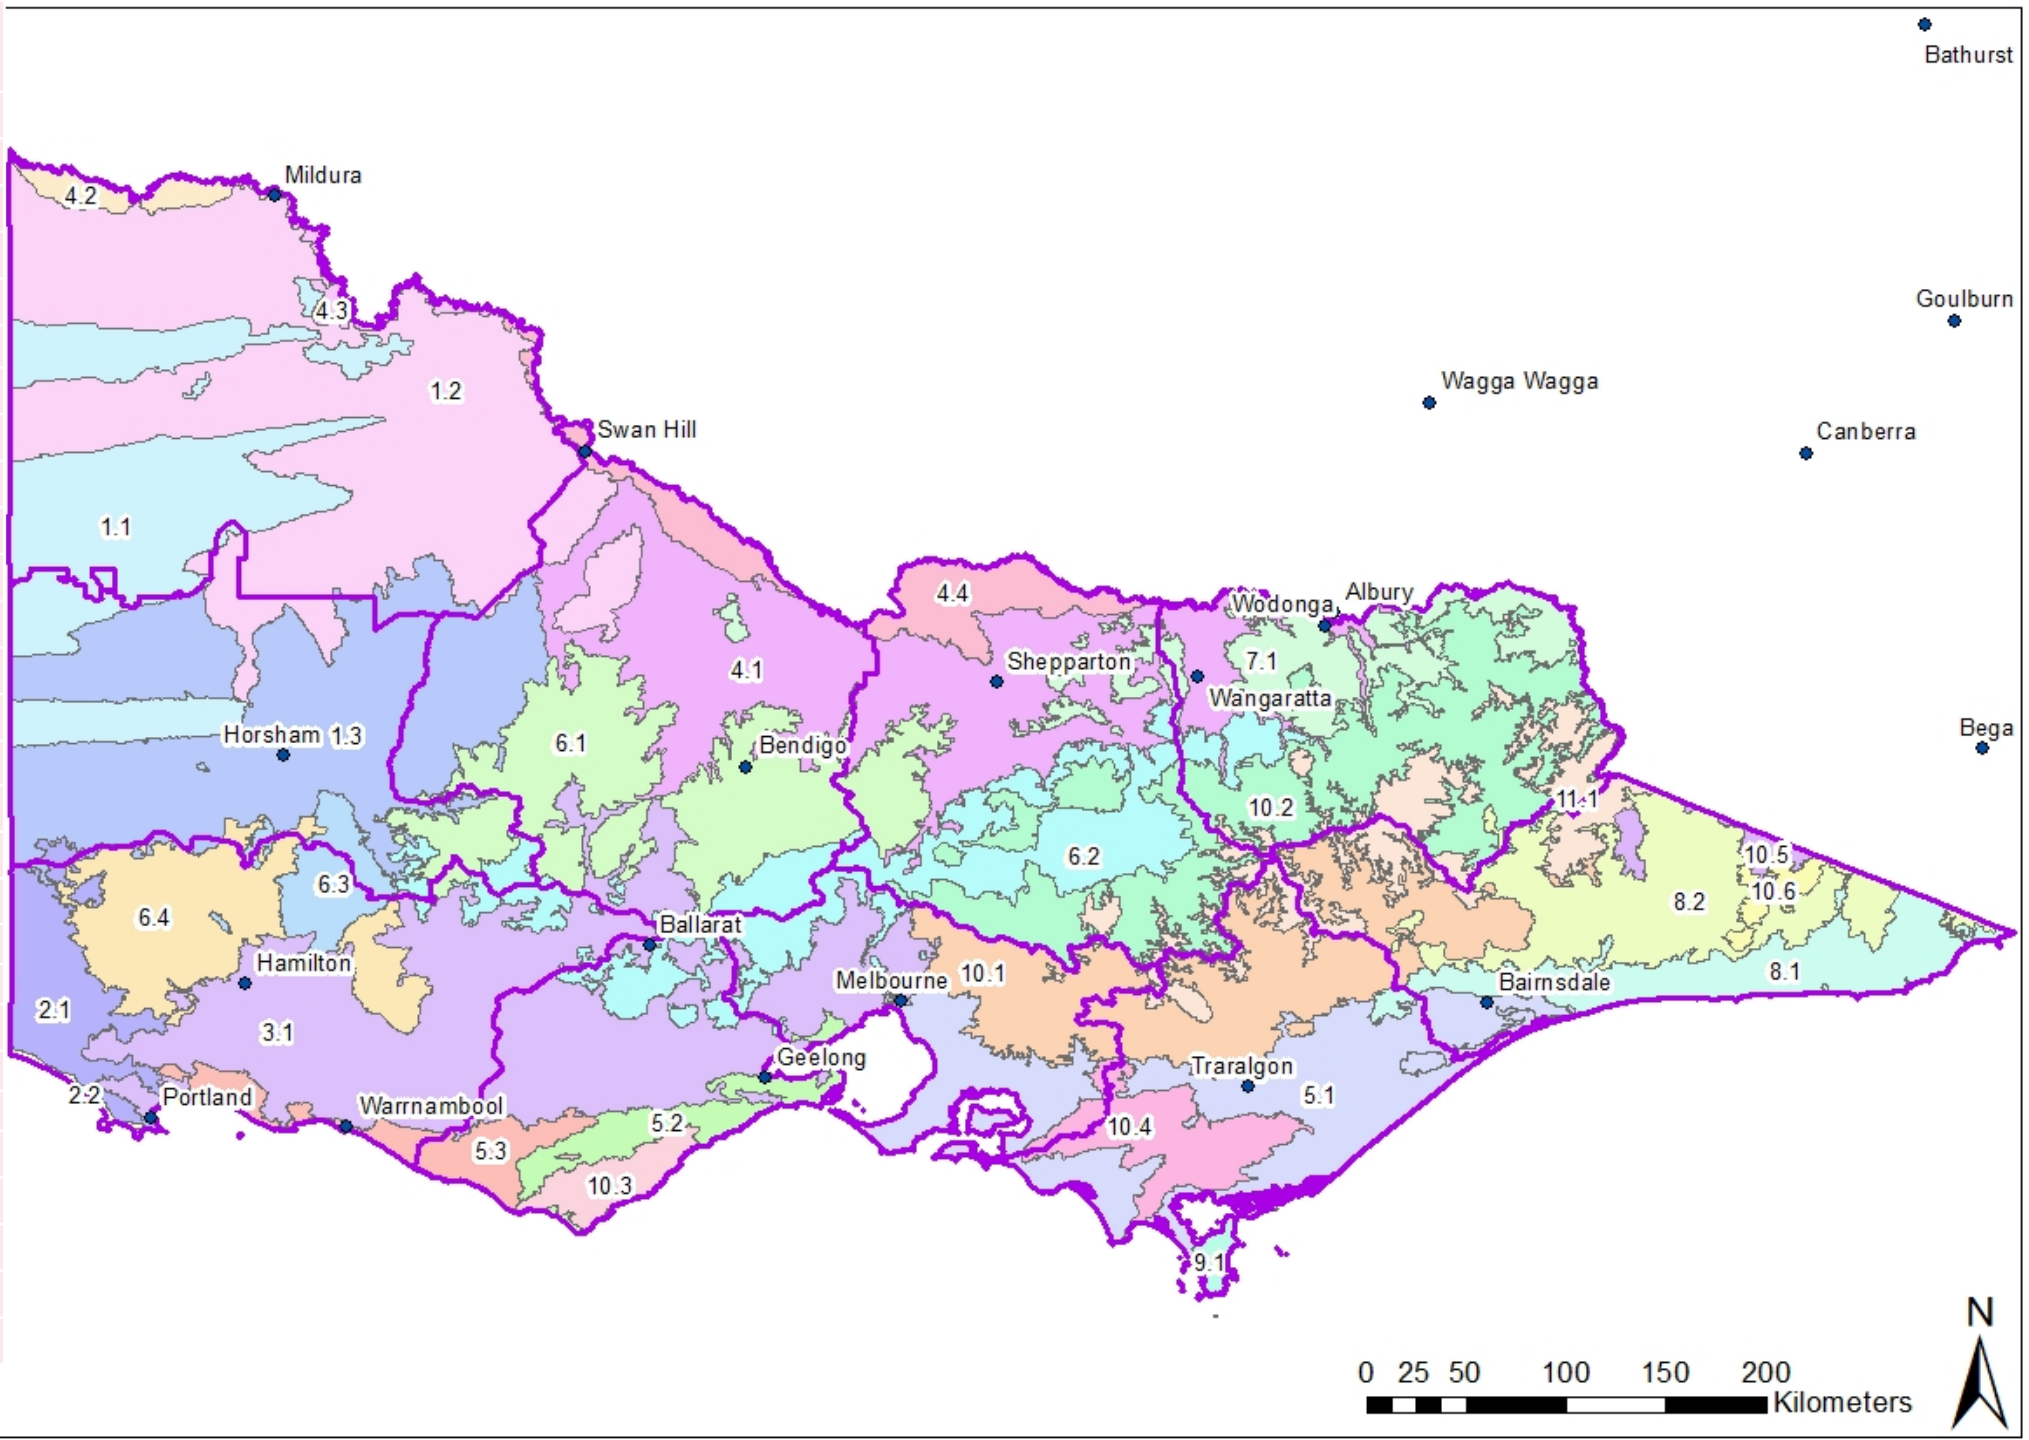 Bathurst
Mildura
4.2
Goulburn
4.3
1.2
Wagga Wagga
Swan Hill
Canberra
1.1
4.4
Wodonga
Albury
7.1
Shepparton
4.1
Wangaratta
Horsham 1.3
6.1
Bendigo
Bega
11.1
10.2
6.2
10.5
6.3
10.6
6.4
8.2
Ballarat
Hamilton
10.1
8.1
Melbourne
Bairnsdale
2.1
3.1
Geelong
Traralgon
2.2
Portland
5.1
Warrnambool
5.2
10.4
5.3
10.3
9.1
N
0 25 50 100 150 200
Kilometers